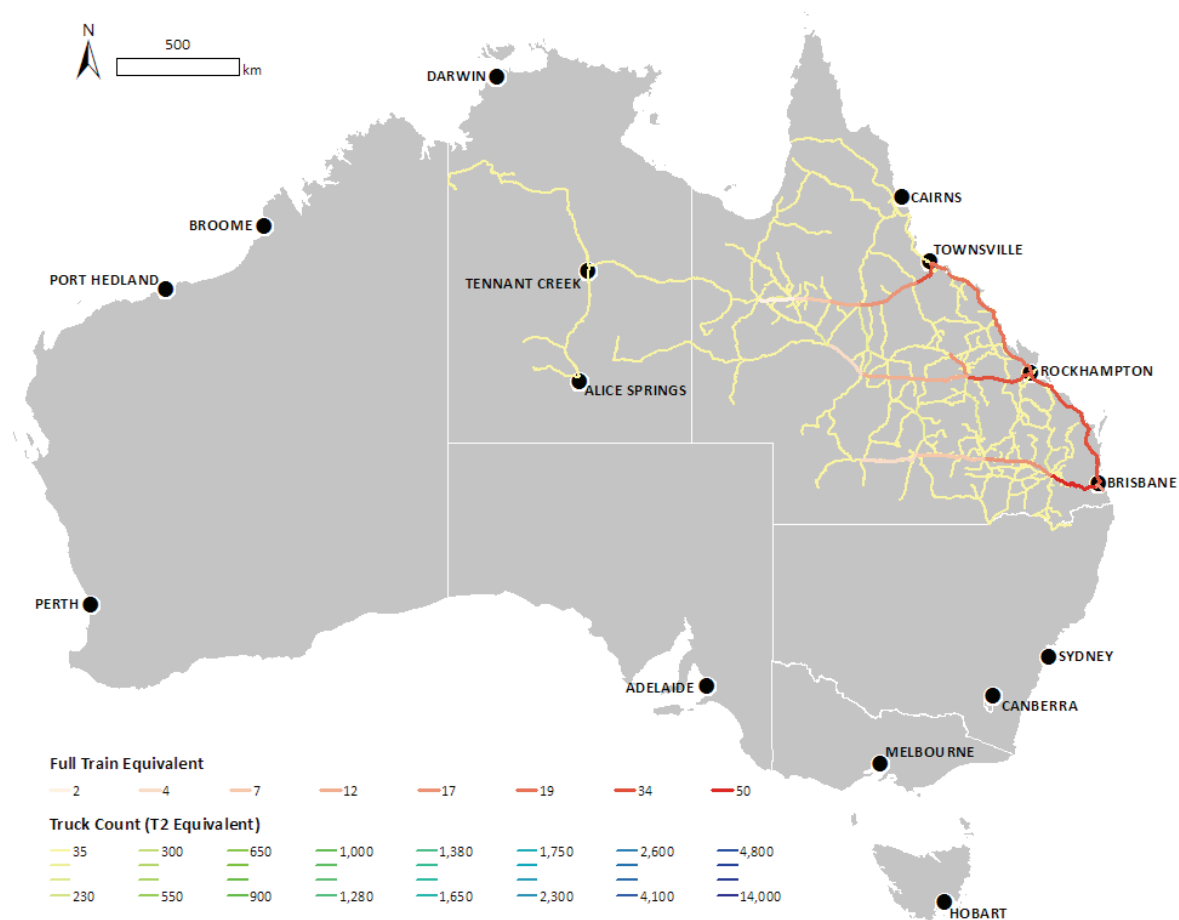 N
500
km
DARWIN
CAIRNS
BROOME
TOWNSVILLE
PORT HEDLAND
TENNANT CREEK
ROCKHAMPTON
ALICE SPRINGS
BRISBANE
PERTH
SYDNEY
ADELAIDE
CANBERRA
MELBOURNE
Full Train Equivalent
2 4 7 12 17 19 34 50
Truck Count (T2 Equivalent)
35 300 650 1,000 1,380 1,750 2,600 4,800
230 550 900 1,280 1,650 2,300 4,100 14,000
HOBART